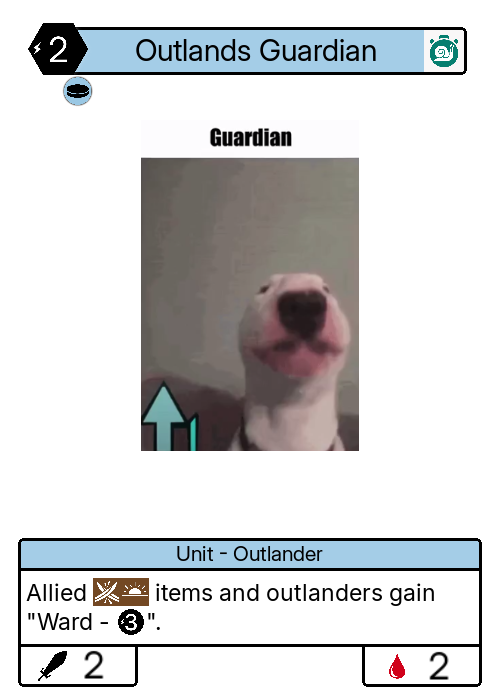 2 Outlands Guardian
Guardian
Unit - Outlander
Allied items and outlanders gain
"Ward - 3".
2 2